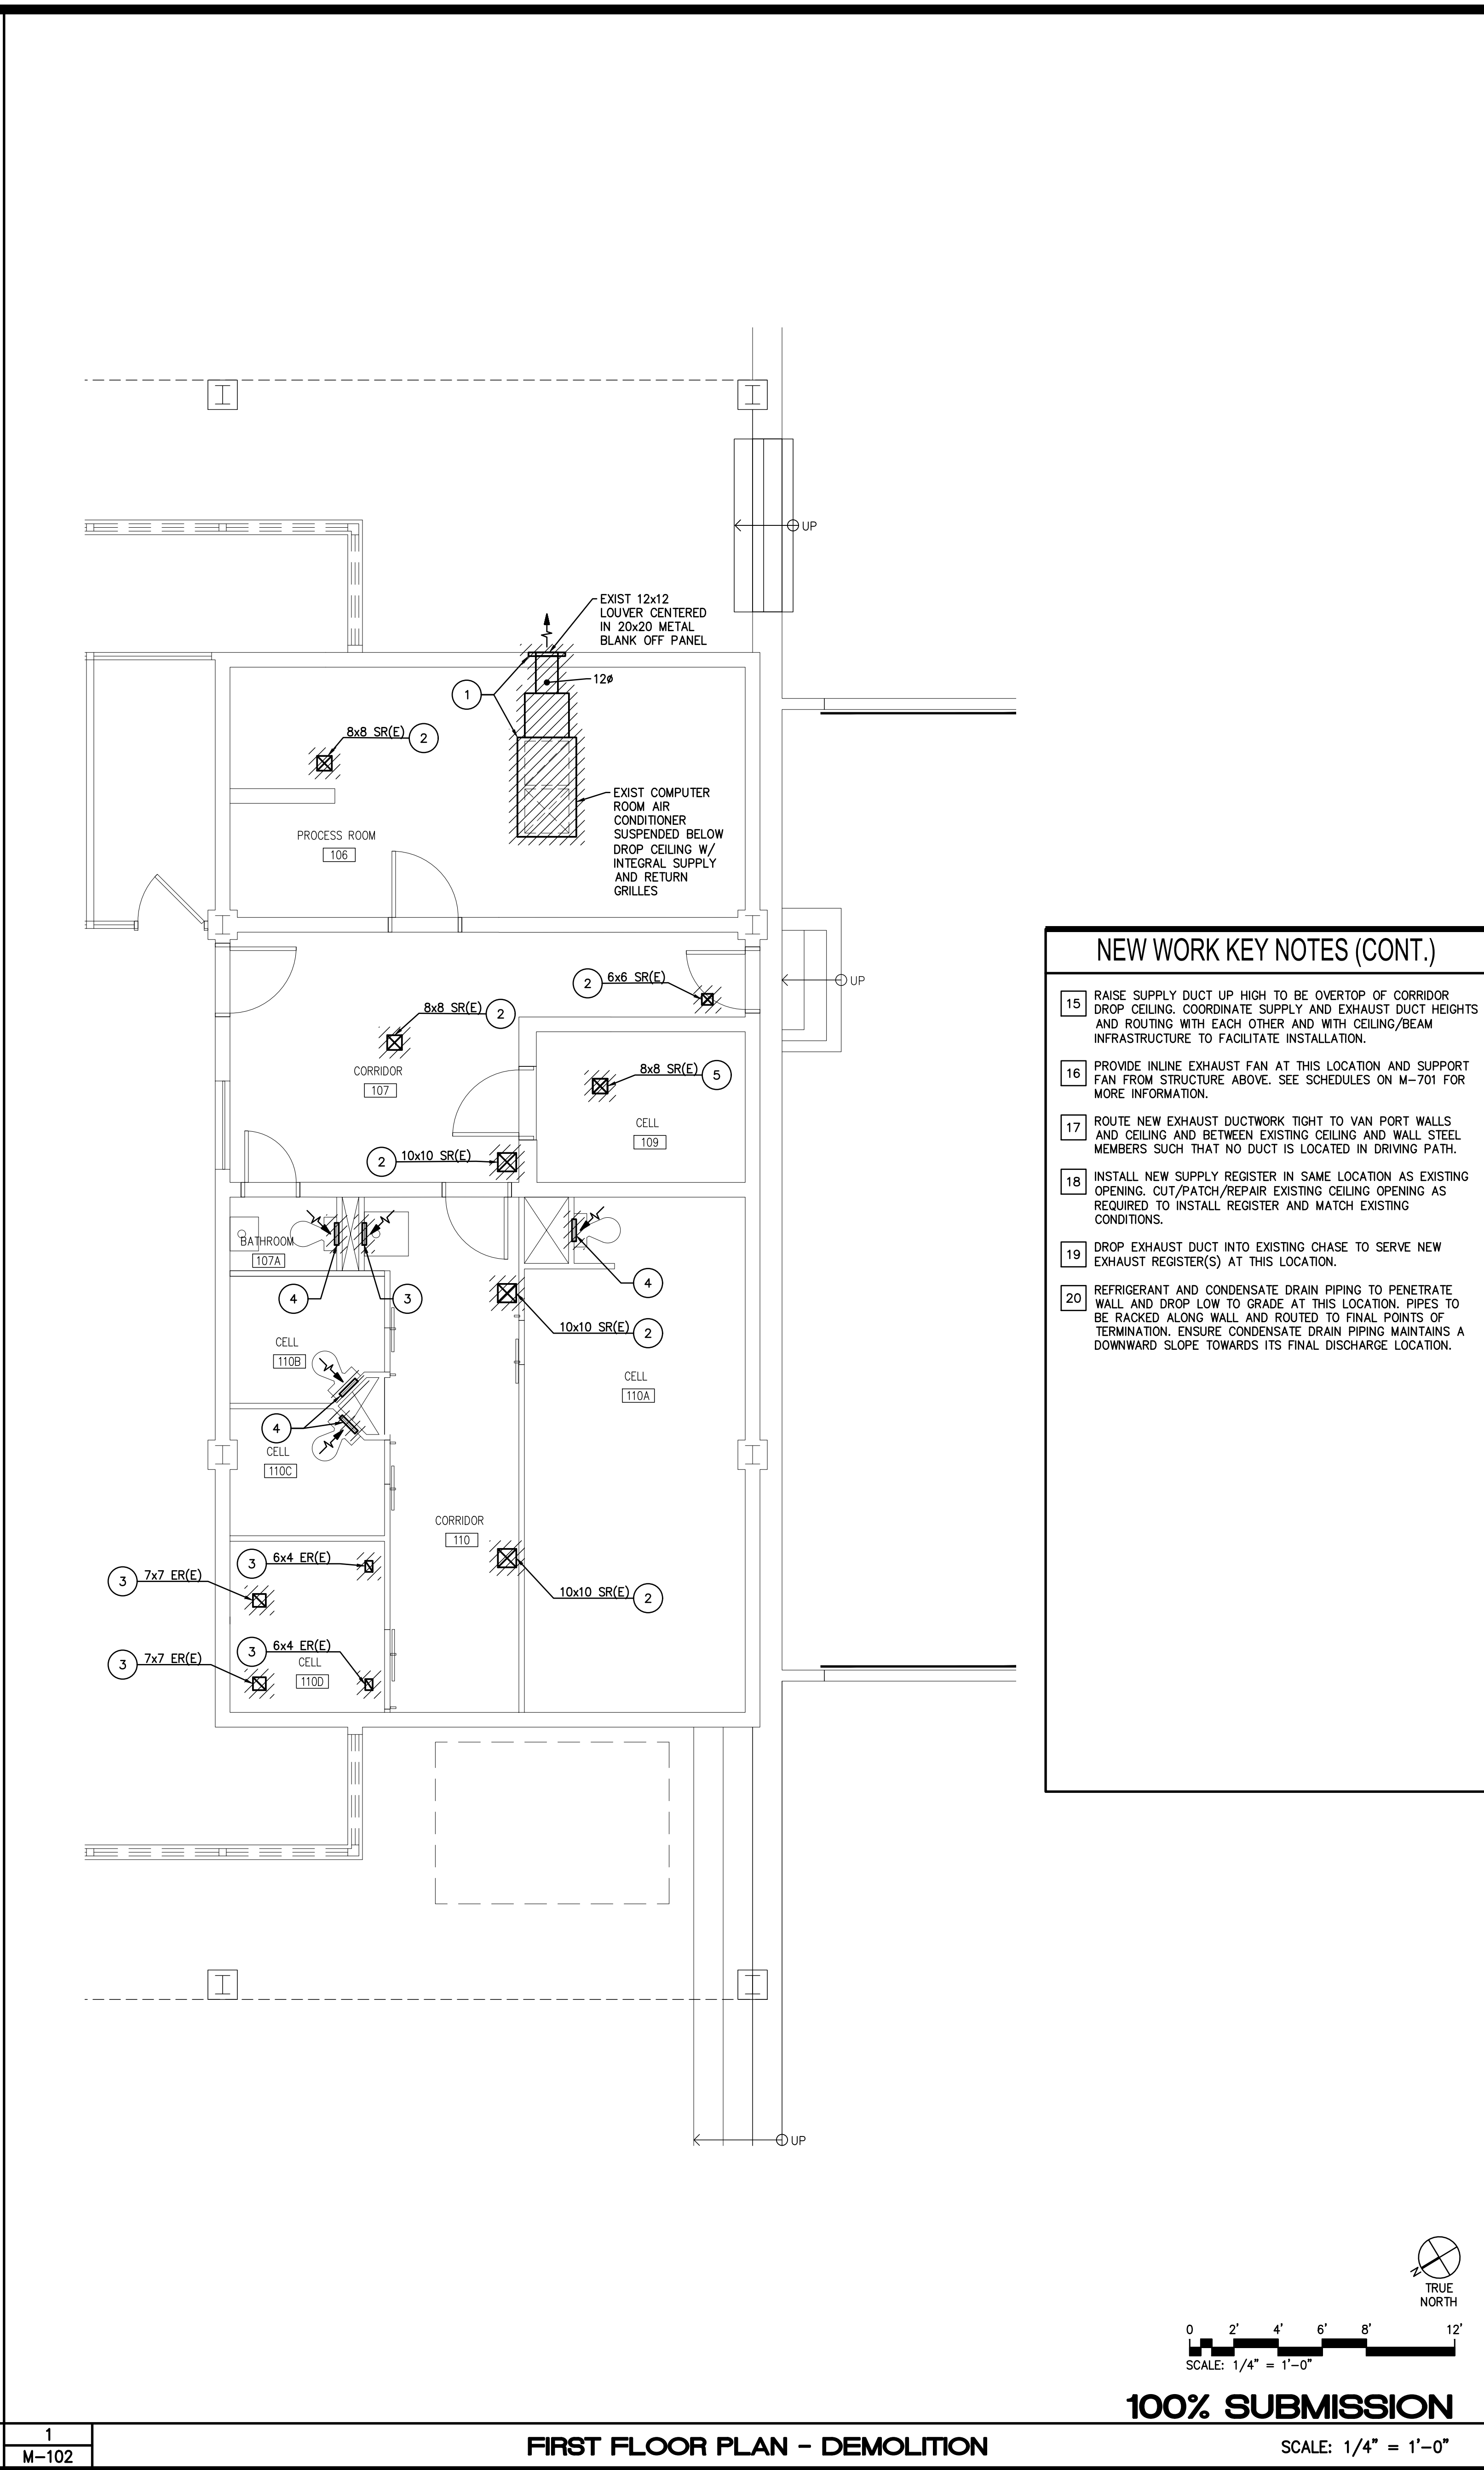 UP
EXIST 12x12
LOUVER CENTERED
IN 20x20 METAL
BLANK OFF PANEL
12ø
1
8x8 SR(E)
2
EXIST COMPUTER
ROOM AIR
CONDITIONER
SUSPENDED BELOW
DROP CEILING W/
INTEGRAL SUPPLY
AND RETURN
GRILLES
PROCESS ROOM
106
2
6x6 SR(E)
UP
8x8 SR(E)
2
CORRIDOR
107
8x8 SR(E)
5
CELL
109
2
10x10 SR(E)
BATHROOM
107A
4
3
4
10x10 SR(E)
2
CELL
110B
CELL
110A
4
CELL
110C
CORRIDOR
110
3
6x4 ER(E)
3
7x7 ER(E)
10x10 SR(E)
2
3
6x4 ER(E)
3
7x7 ER(E)
CELL
110D
UP
NEW WORK KEY NOTES (CONT.)
15
RAISE SUPPLY DUCT UP HIGH TO BE OVERTOP OF CORRIDOR
DROP CEILING. COORDINATE SUPPLY AND EXHAUST DUCT HEIGHTS
AND ROUTING WITH EACH OTHER AND WITH CEILING/BEAM
INFRASTRUCTURE TO FACILITATE INSTALLATION.
16
PROVIDE INLINE EXHAUST FAN AT THIS LOCATION AND SUPPORT
FAN FROM STRUCTURE ABOVE. SEE SCHEDULES ON M-701 FOR
MORE INFORMATION.
17
ROUTE NEW EXHAUST DUCTWORK TIGHT TO VAN PORT WALLS
AND CEILING AND BETWEEN EXISTING CEILING AND WALL STEEL
MEMBERS SUCH THAT NO DUCT IS LOCATED IN DRIVING PATH.
18
INSTALL NEW SUPPLY REGISTER IN SAME LOCATION AS EXISTING
OPENING. CUT/PATCH/REPAIR EXISTING CEILING OPENING AS
REQUIRED TO INSTALL REGISTER AND MATCH EXISTING
CONDITIONS.
19
DROP EXHAUST DUCT INTO EXISTING CHASE TO SERVE NEW
EXHAUST REGISTER(S) AT THIS LOCATION.
20
REFRIGERANT AND CONDENSATE DRAIN PIPING TO PENETRATE
WALL AND DROP LOW TO GRADE AT THIS LOCATION. PIPES TO
BE RACKED ALONG WALL AND ROUTED TO FINAL POINTS OF
TERMINATION. ENSURE CONDENSATE DRAIN PIPING MAINTAINS A
DOWNWARD SLOPE TOWARDS ITS FINAL DISCHARGE LOCATION.
N
TRUE
NORTH
0 2' 4' 6' 8' 12'
SCALE: 1/4" = 1'-0"
100% SUBMISSION
1
M-102
FIRST FLOOR PLAN - DEMOLITION
SCALE: 1/4" = 1'-0"